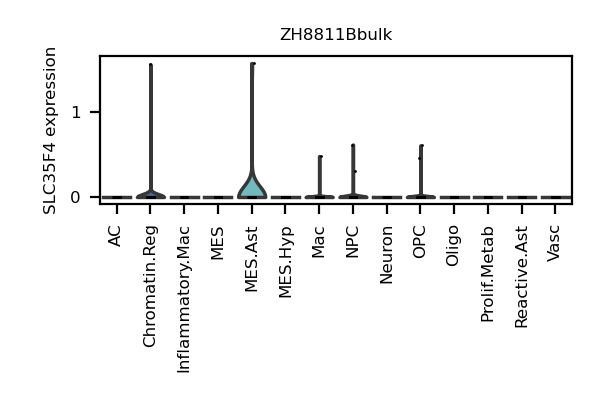 ZH8811Bbulk
SLC35F4 expression
1
0
AC
Chromatin.Reg
Inflammatory.Mac
MES
MES.Ast
MES.Hyp
Mac
NPC
Neuron
OPC
Oligo
Prolif.Metab
Reactive.Ast
Vasc